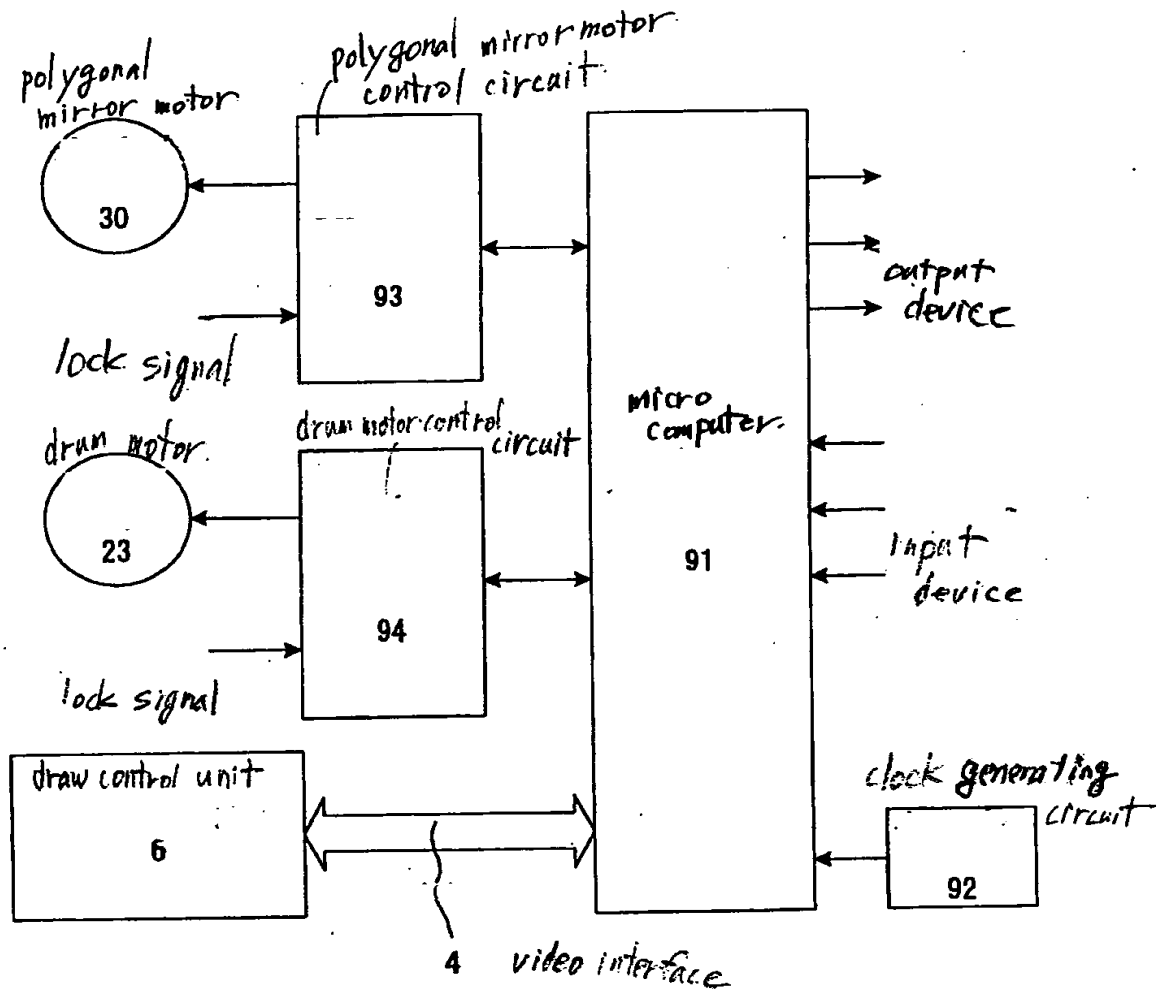 polygonal
mirror motor
30
polygonal mirror motor
control circuit
93
lock signal
drum motor
23
drum motor control
circuit
94
lock signal
draw control unit
6
4 video interface
micro
computer
91
output
device
input
device
clock generating
circuit
92